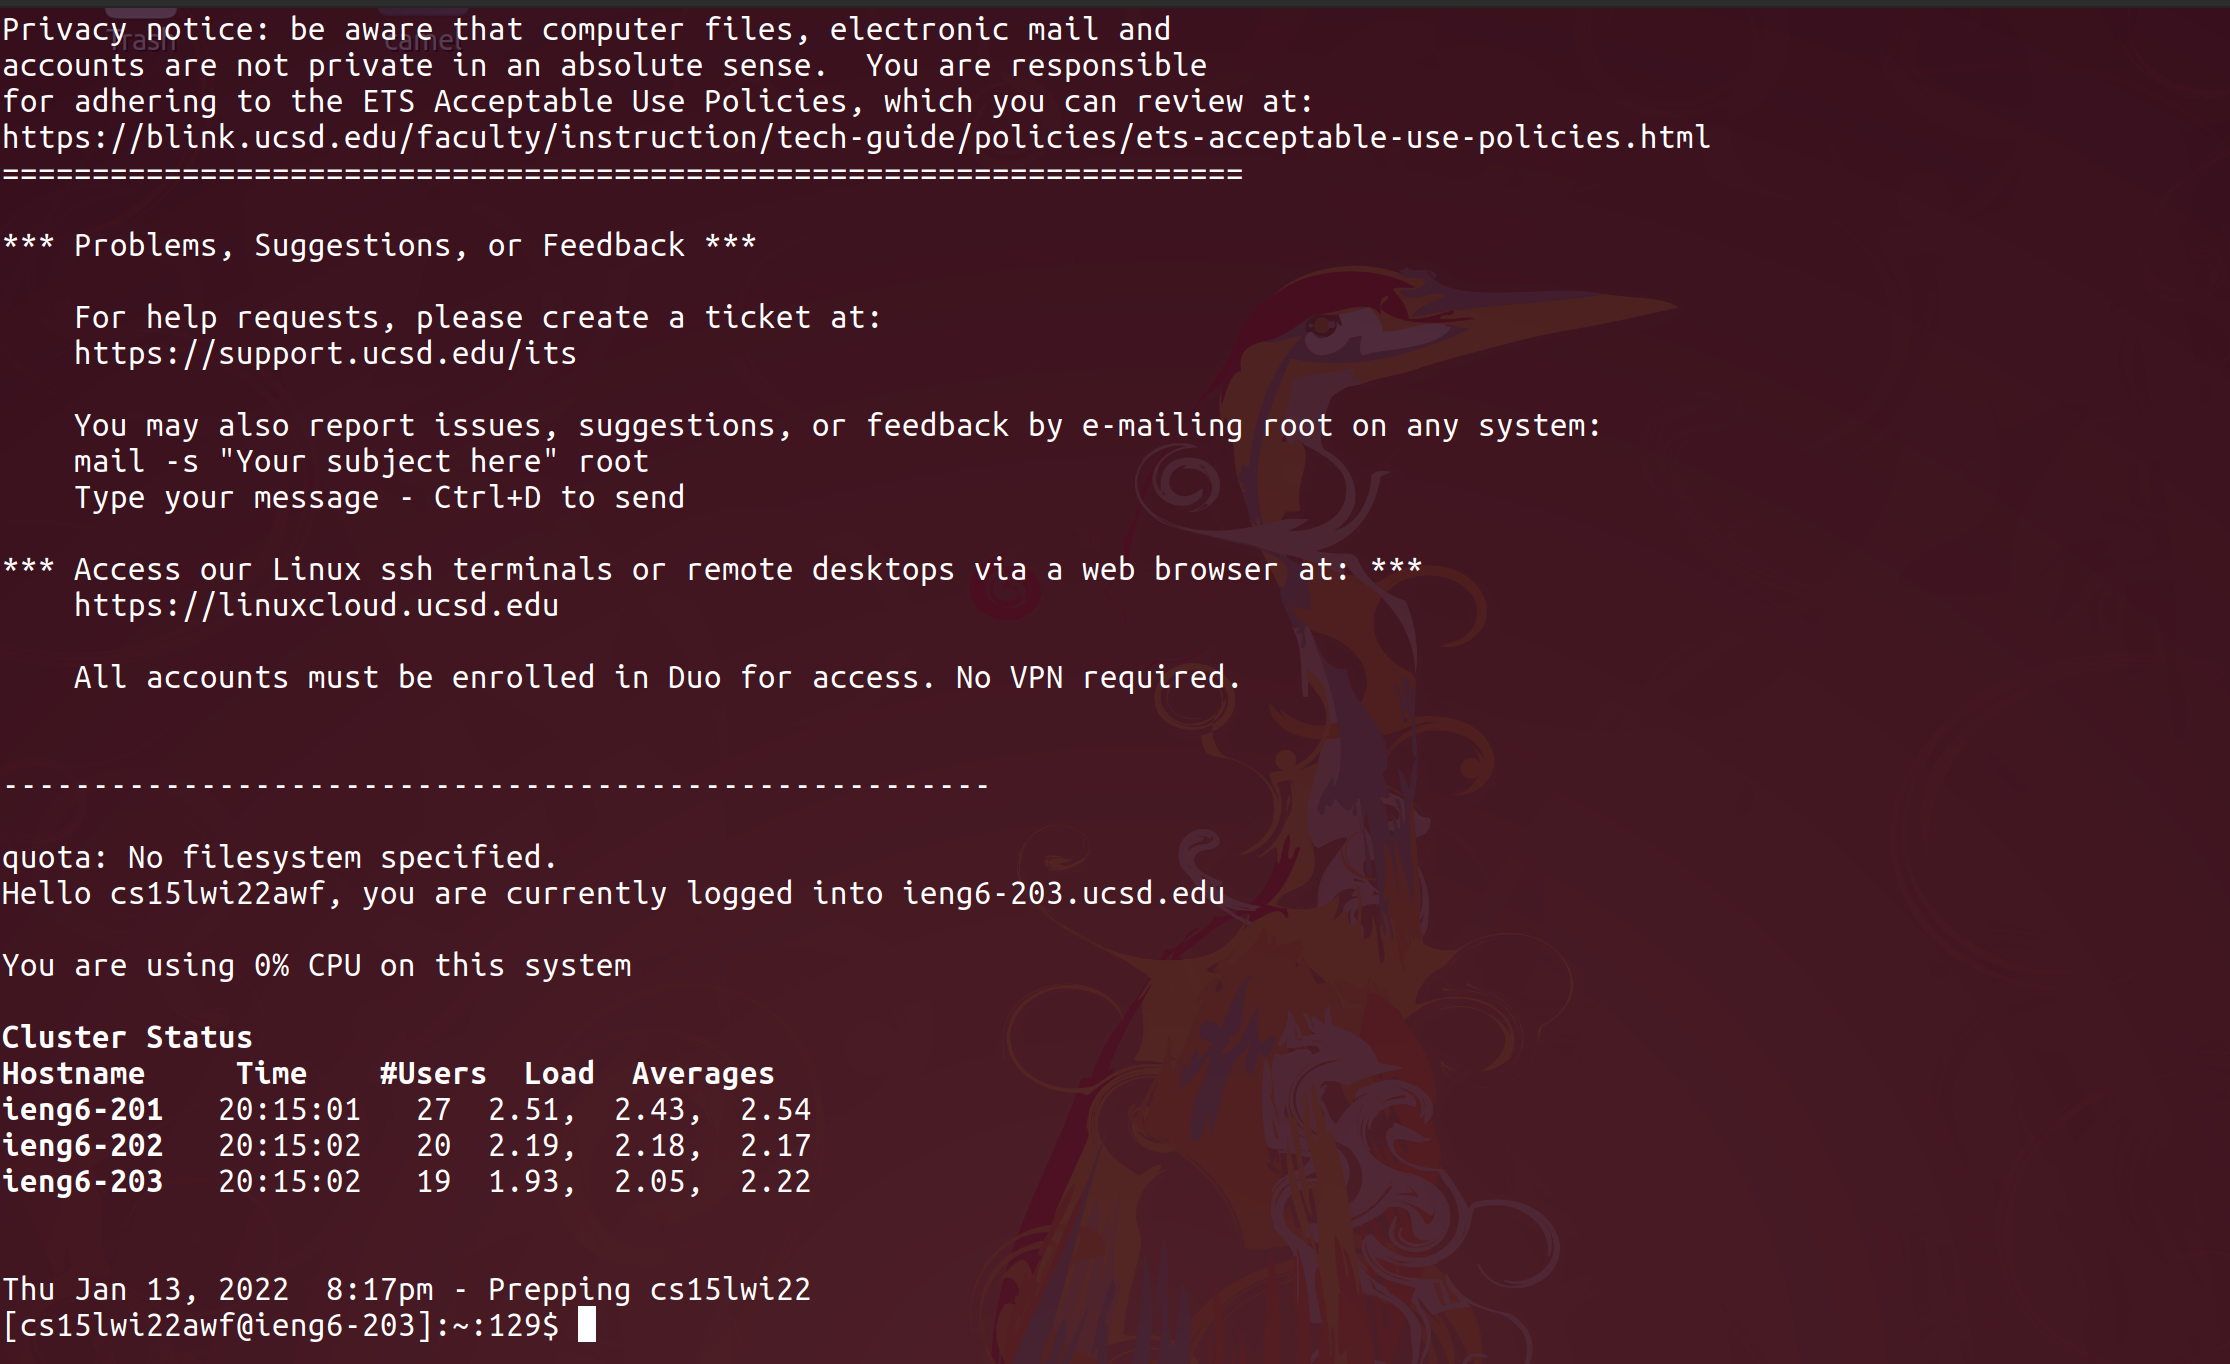 Privacy notice: be aware that computer files, electronic mail and
Trash camel
accounts are not private in an absolute sense.  You are responsible
for adhering to the ETS Acceptable Use Policies, which you can review at:
https://blink.ucsd.edu/faculty/instruction/tech-guide/policies/ets-acceptable-use-policies.html
=====================================================================
*** Problems, Suggestions, or Feedback ***
    For help requests, please create a ticket at:
    https://support.ucsd.edu/its
    You may also report issues, suggestions, or feedback by e-mailing root on any system:
    mail -s "Your subject here" root
    Type your message - Ctrl+D to send
*** Access our Linux ssh terminals or remote desktops via a web browser at: ***
    https://linuxcloud.ucsd.edu
    All accounts must be enrolled in Duo for access. No VPN required.
-------------------------------------------------------
quota: No filesystem specified.
Hello cs15lwi22awf, you are currently logged into ieng6-203.ucsd.edu
You are using 0% CPU on this system
Cluster Status
Hostname     Time    #Users  Load  Averages
ieng6-201   20:15:01   27  2.51,  2.43,  2.54
ieng6-202   20:15:02   20  2.19,  2.18,  2.17
ieng6-203   20:15:02   19  1.93,  2.05,  2.22
Thu Jan 13, 2022  8:17pm - Prepping cs15lwi22
[cs15lwi22awf@ieng6-203]:~:129$